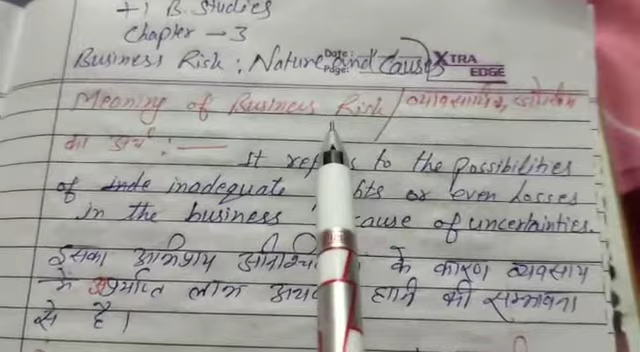 +1 B. Studies
Chapter - 3
Business Risk : Nature and Causes
Date:
Page:
XTRA EDGE
Meaning of Business Risk / व्यावसायिक जोखिम
का अर्थ :— It ref to the possibilities
of inadequate its or even Losses
in the business cause of uncertainties.
इसका अभिप्राय के कारण व्यवसाय
में लाभ हानि की सम्भावना
से है।